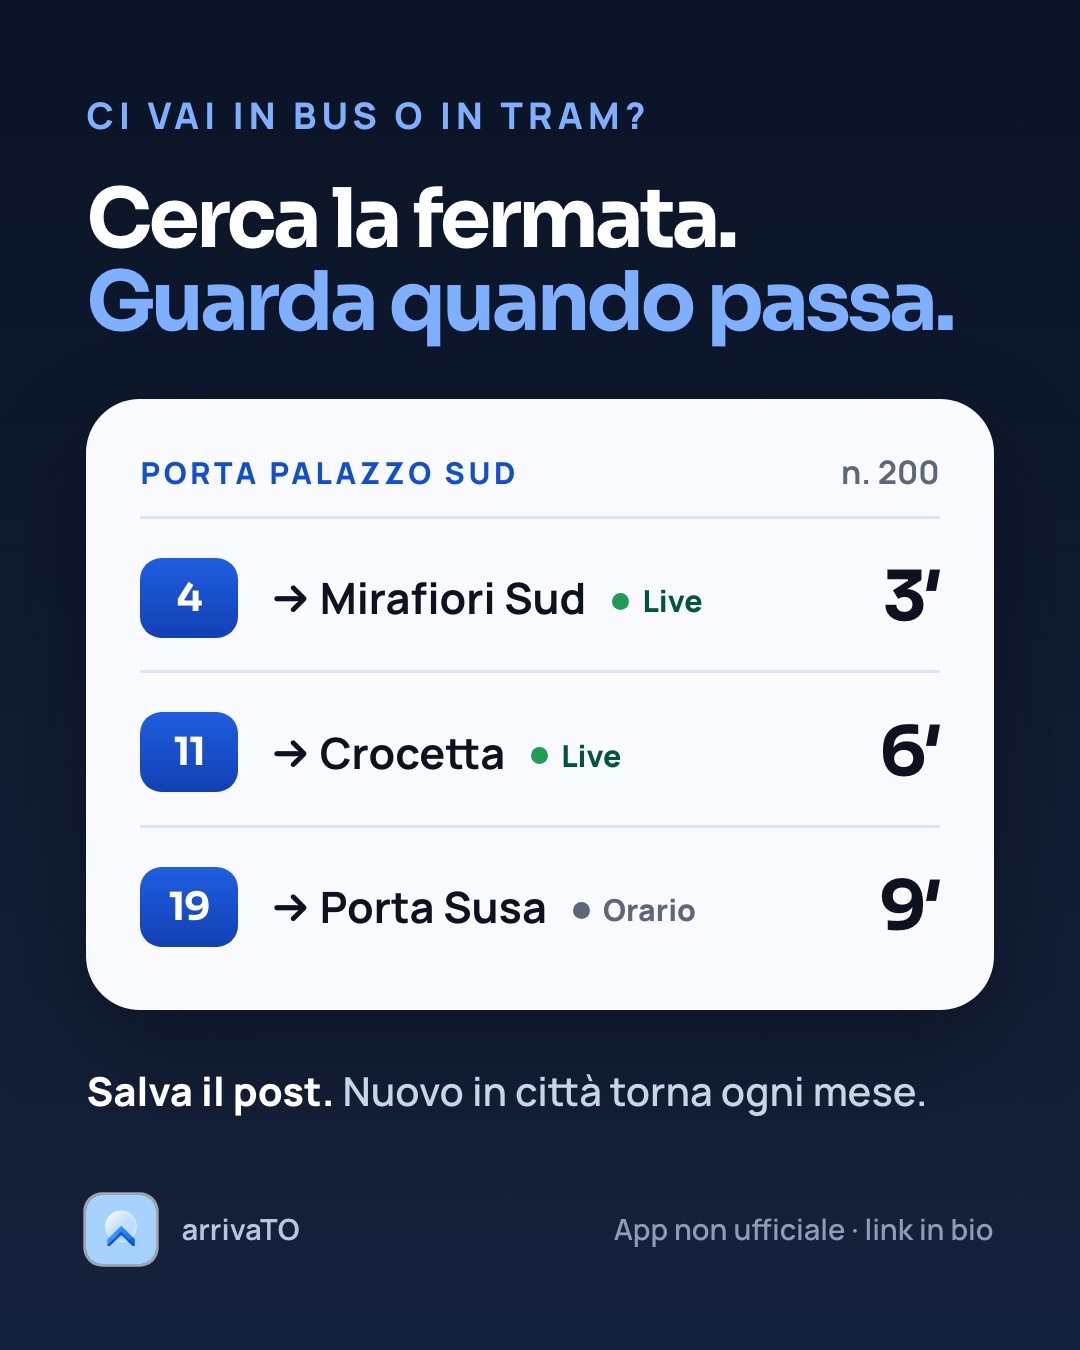 CI VAI IN BUS O IN TRAM?
Cerca la fermata.
Guarda quando passa.
PORTA PALAZZO SUD n. 200
4 → Mirafiori Sud ● Live 3′
11 → Crocetta ● Live 6′
19 → Porta Susa ● Orario 9′
Salva il post. Nuovo in città torna ogni mese.
arrivaTO App non ufficiale · link in bio